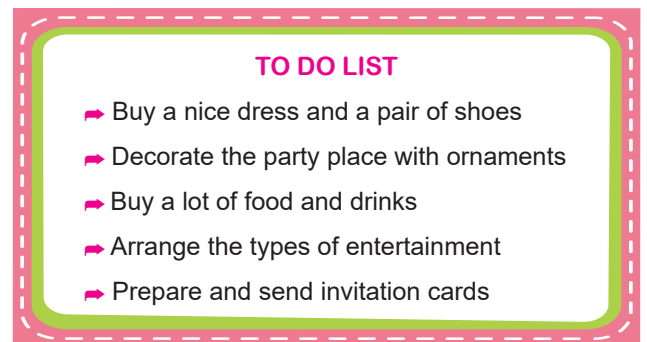 TO DO LIST
Buy a nice dress and a pair of shoes
Decorate the party place with ornaments
Buy a lot of food and drinks
Arrange the types of entertainment
Prepare and send invitation cards